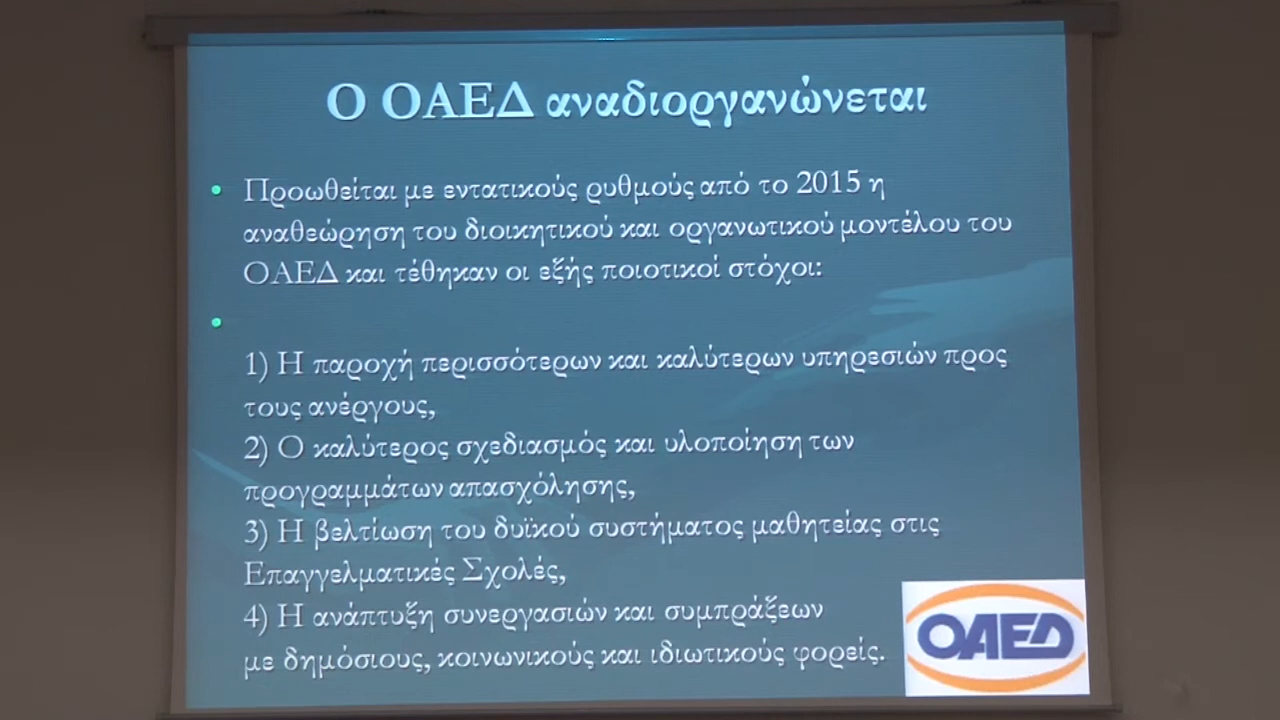 Ο ΟΑΕΔ αναδιοργανώνεται
• Προωθείται με εντατικούς ρυθμούς από το 2015 η
αναθεώρηση του διοικητικού και οργανωτικού μοντέλου του
ΟΑΕΔ και τέθηκαν οι εξής ποιοτικοί στόχοι:
•
1) Η παροχή περισσότερων και καλύτερων υπηρεσιών προς
τους ανέργους,
2) Ο καλύτερος σχεδιασμός και υλοποίηση των
προγραμμάτων απασχόλησης,
3) Η βελτίωση του δυϊκού συστήματος μαθητείας στις
Επαγγελματικές Σχολές,
4) Η ανάπτυξη συνεργασιών και συμπράξεων
με δημόσιους, κοινωνικούς και ιδιωτικούς φορείς.
ΟΑΕΔ